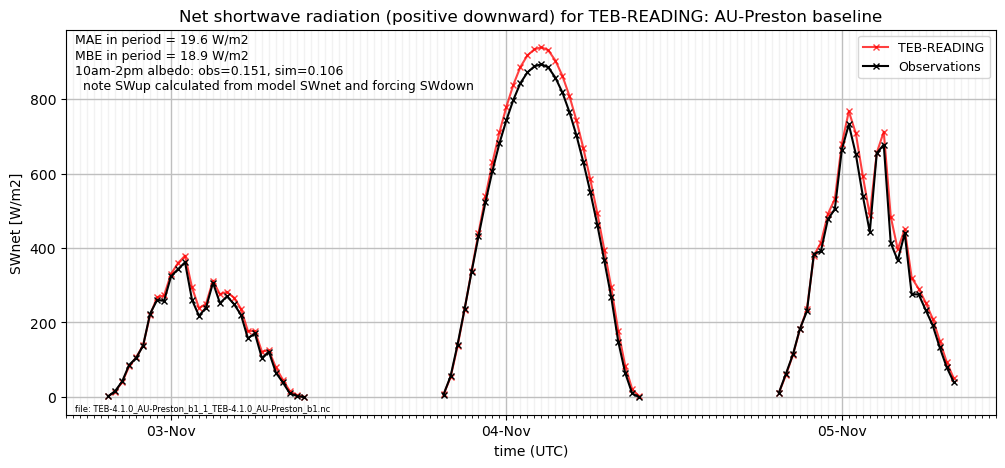 Net shortwave radiation (positive downward) for TEB-READING: AU-Preston baseline
MAE in period = 19.6 W/m2
MBE in period = 18.9 W/m2
10am-2pm albedo: obs=0.151, sim=0.106
note SWup calculated from model SWnet and forcing SWdown
TEB-READING
Observations
SWnet [W/m2]
800
600
400
200
0
file: TEB-4.1.0_AU-Preston_b1_1_TEB-4.1.0_AU-Preston_b1.nc
03-Nov
04-Nov
05-Nov
time (UTC)